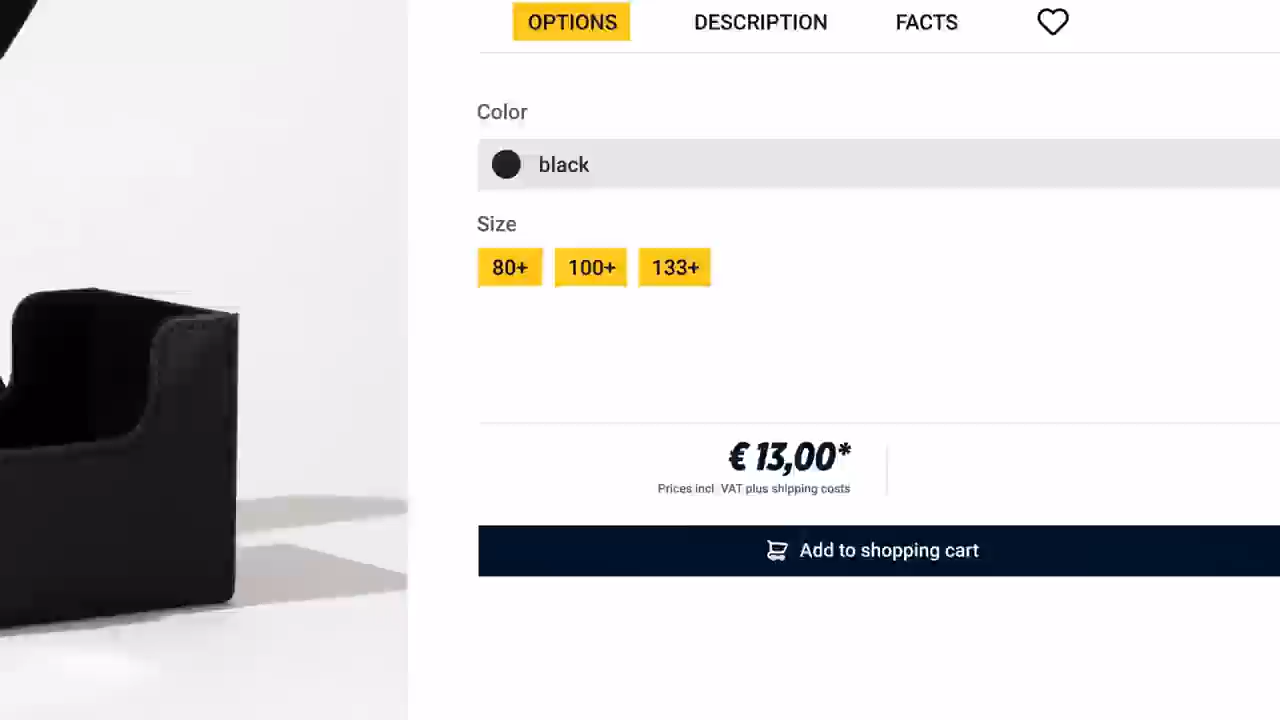 OPTIONS DESCRIPTION FACTS
Color
black
Size
80+ 100+ 133+
€ 13,00*
Prices incl. VAT plus shipping costs
Add to shopping cart